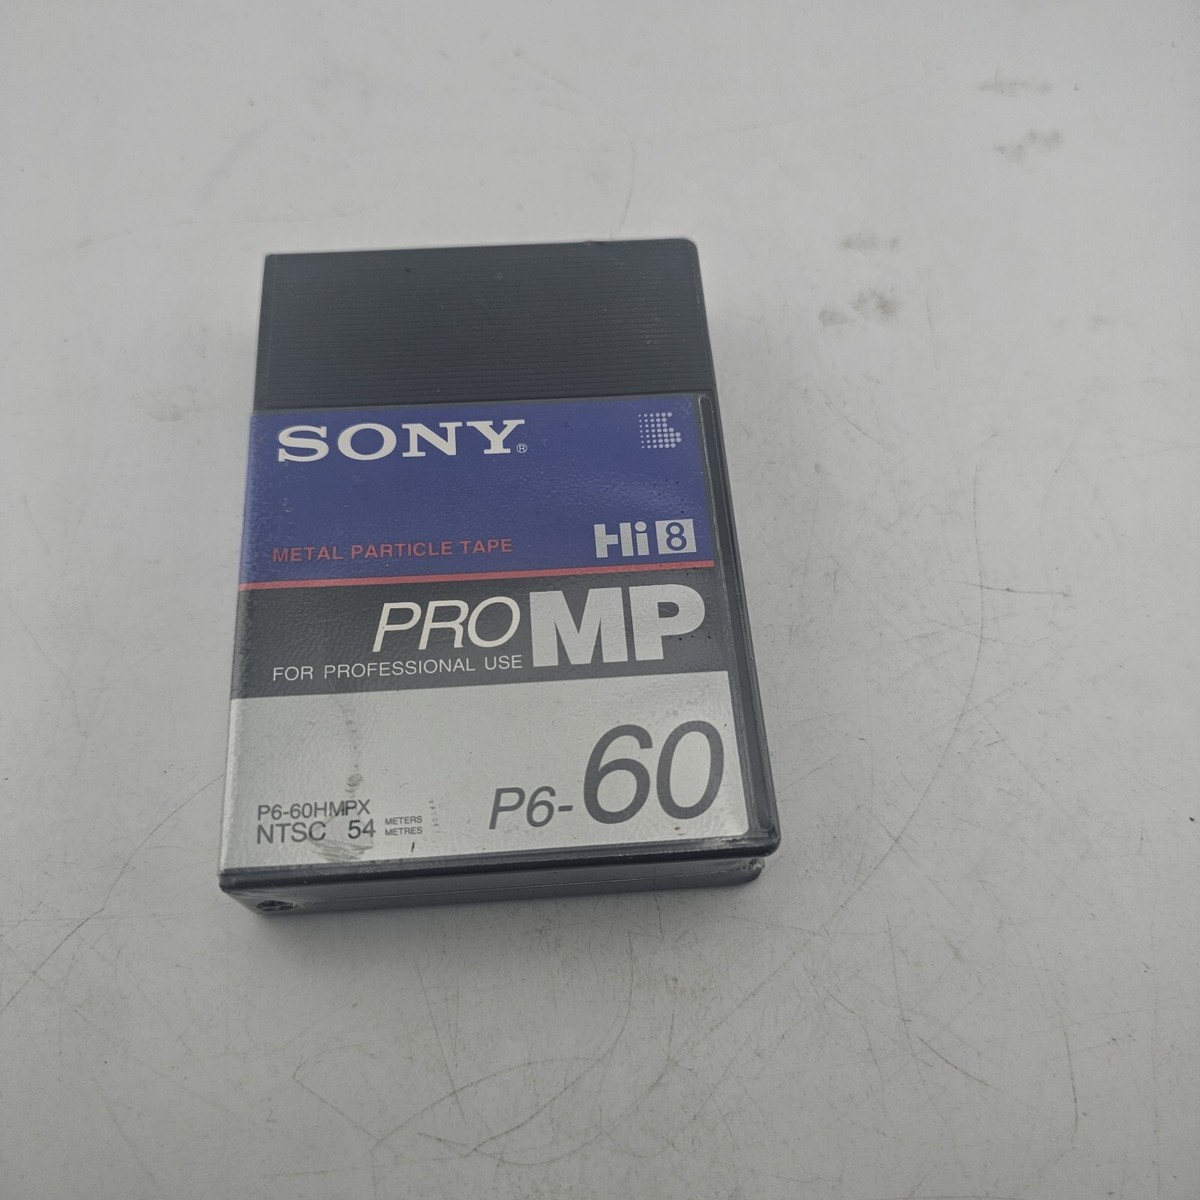 SONY®
METAL PARTICLE TAPE Hi8
PRO MP
FOR PROFESSIONAL USE
P6-60
P6-60HMPX
NTSC 54 METERS
METRES